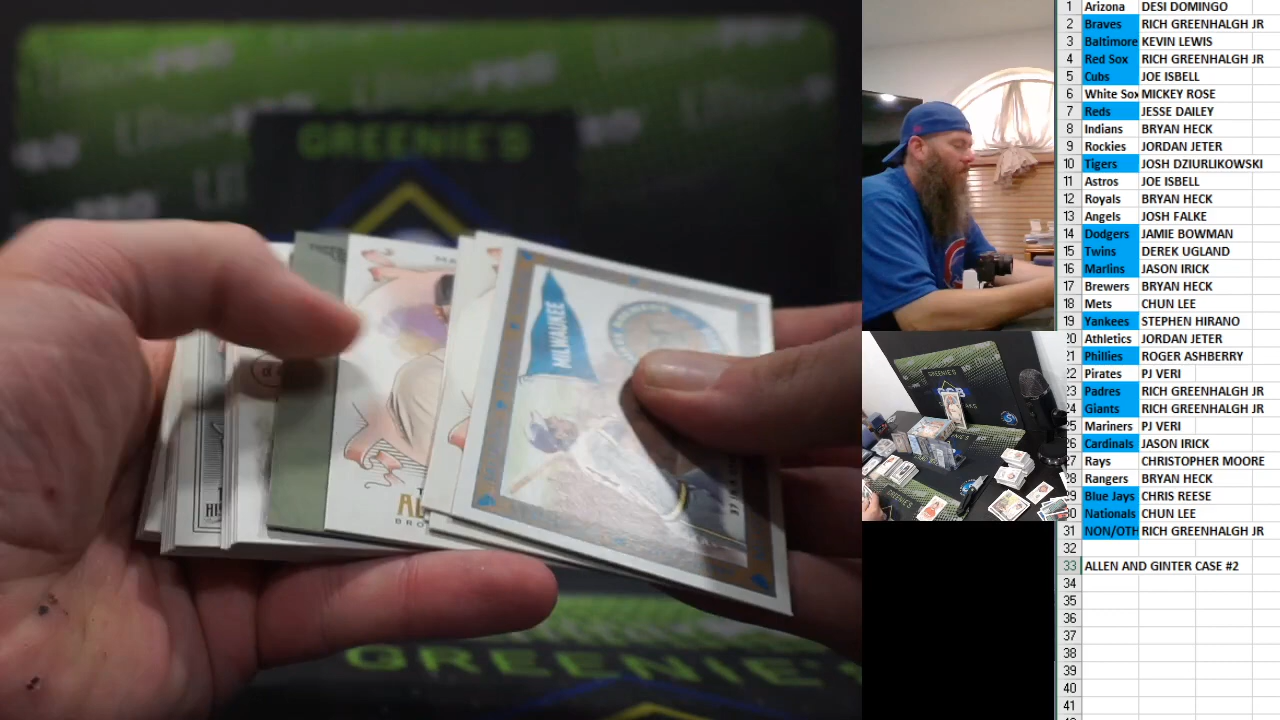 GREENIE'S
MILWAUKEE
GREENIE'S
1 Arizona DESI DOMINGO
2 Braves RICH GREENHALGH JR
3 Baltimore KEVIN LEWIS
4 Red Sox RICH GREENHALGH JR
5 Cubs JOE ISBELL
6 White Sox MICKEY ROSE
7 Reds JESSE DAILEY
8 Indians BRYAN HECK
9 Rockies JORDAN JETER
10 Tigers JOSH DZIURLIKOWSKI
11 Astros JOE ISBELL
12 Royals BRYAN HECK
13 Angels JOSH FALKE
14 Dodgers JAMIE BOWMAN
15 Twins DEREK UGLAND
16 Marlins JASON IRICK
17 Brewers BRYAN HECK
18 Mets CHUN LEE
19 Yankees STEPHEN HIRANO
20 Athletics JORDAN JETER
21 Phillies ROGER ASHBERRY
22 Pirates PJ VERI
23 Padres RICH GREENHALGH JR
24 Giants RICH GREENHALGH JR
25 Mariners PJ VERI
26 Cardinals JASON IRICK
27 Rays CHRISTOPHER MOORE
28 Rangers BRYAN HECK
29 Blue Jays CHRIS REESE
30 Nationals CHUN LEE
31 NON/OTH RICH GREENHALGH JR
32
33 ALLEN AND GINTER CASE #2
34
35
36
37
38
39
40
41
GREENIE'S